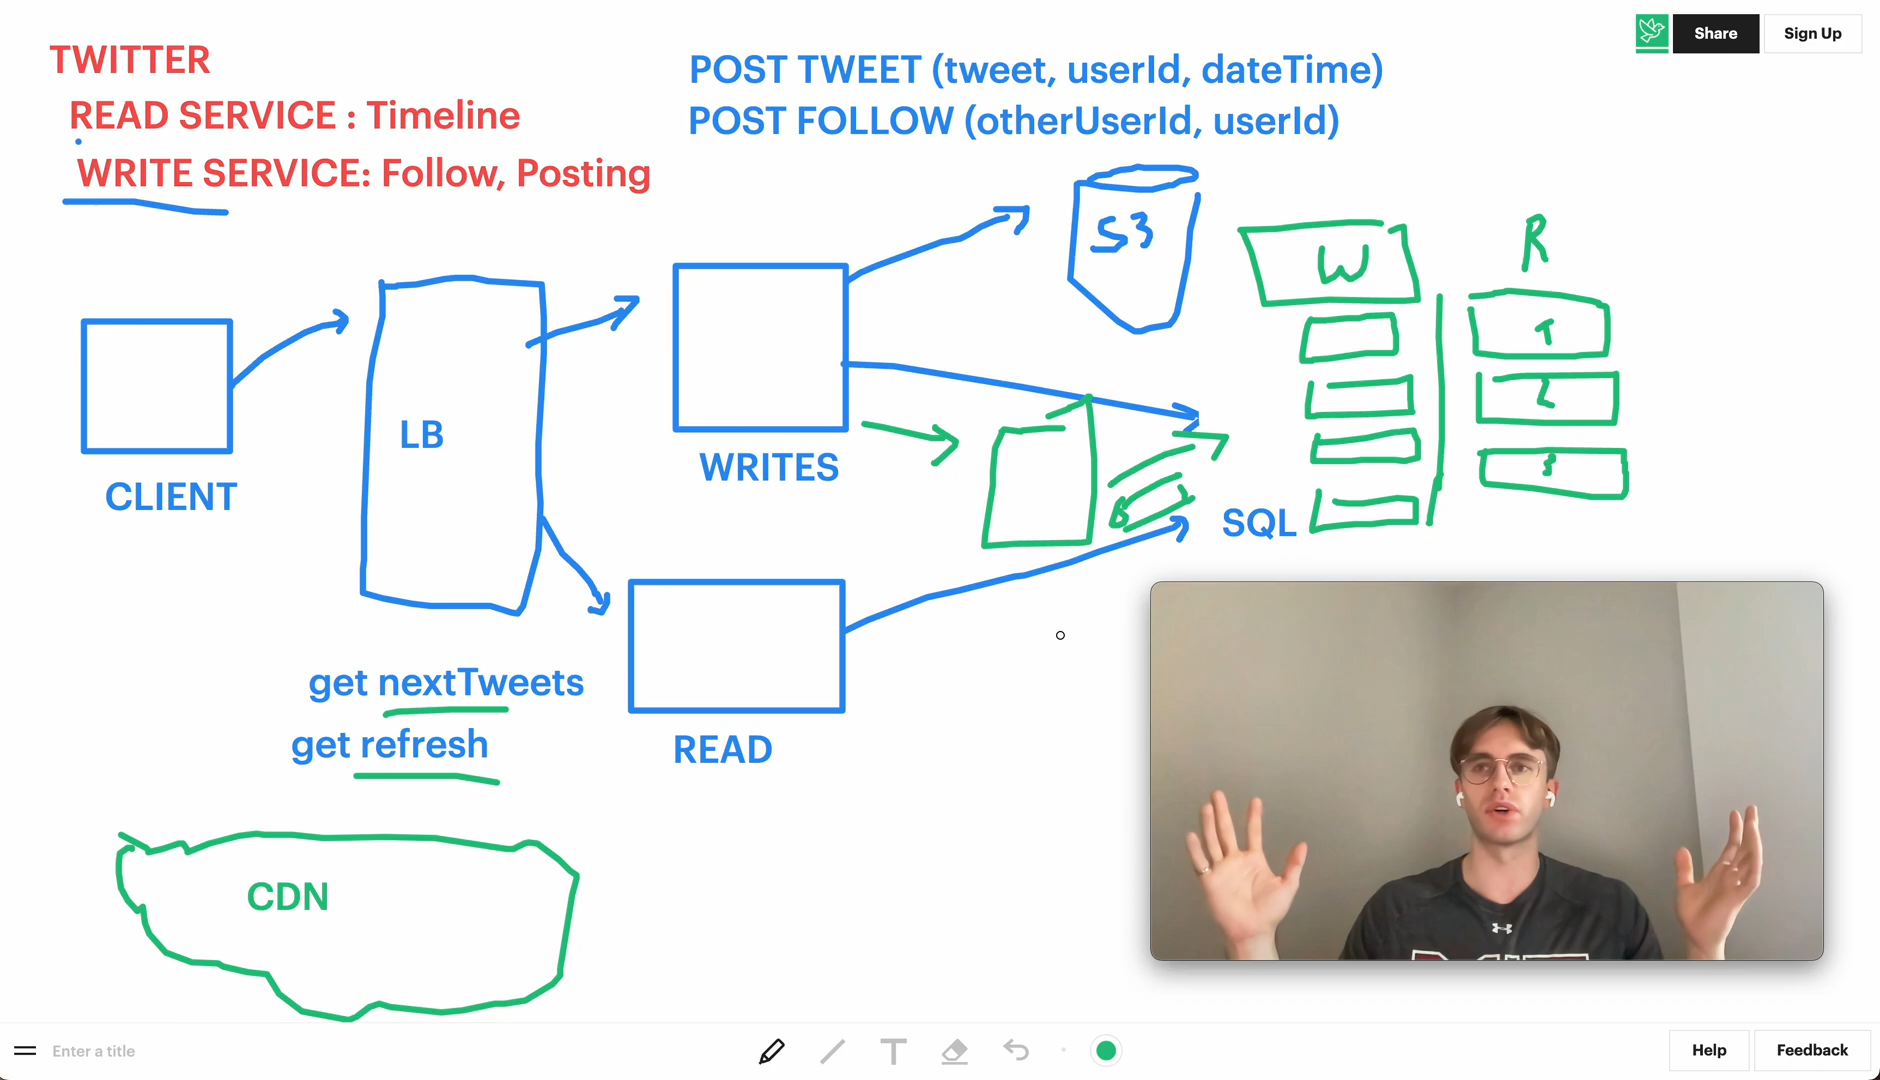 TWITTER
READ SERVICE : Timeline
WRITE SERVICE: Follow, Posting
POST TWEET (tweet, userId, dateTime)
POST FOLLOW (otherUserId, userId)
Share
Sign Up
S3
W
R
1
2
3
LB
CLIENT
WRITES
SQL
get nextTweets
get refresh
READ
CDN
Enter a title
Help
Feedback